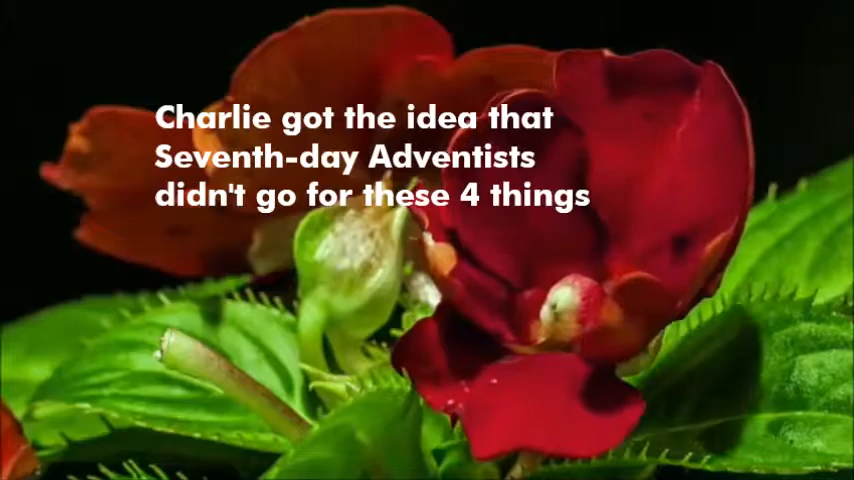 Charlie got the idea that
Seventh-day Adventists
didn't go for these 4 things